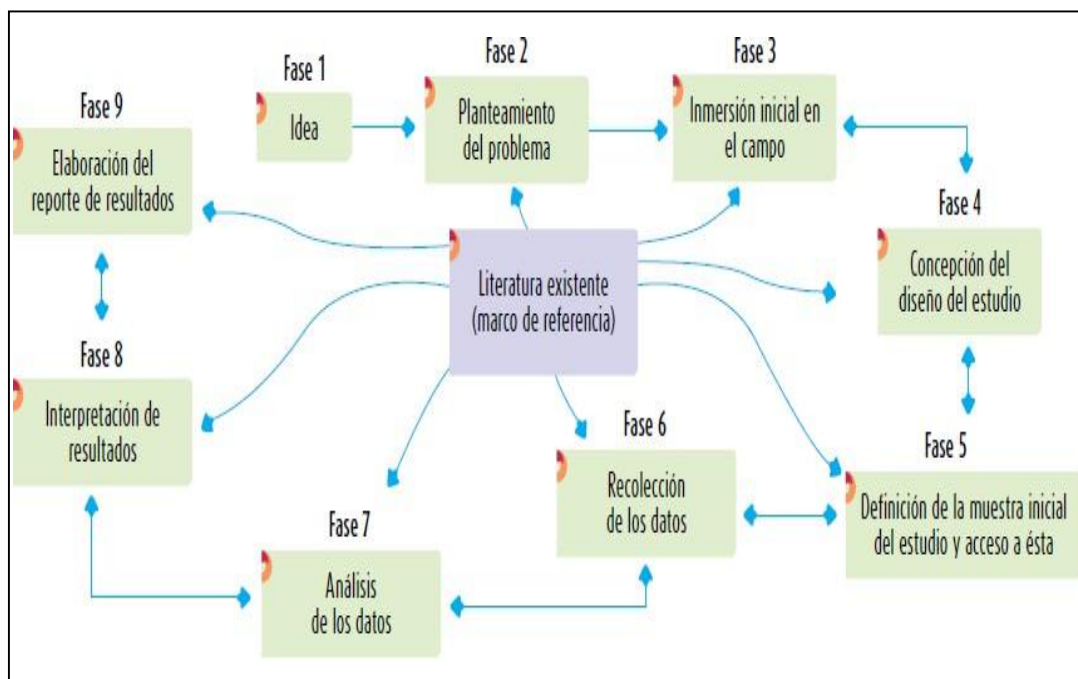 Fase 1
Idea
Fase 2
Planteamiento
del problema
Fase 3
Inmersión inicial en
el campo
Fase 4
Concepción del
diseño del estudio
Fase 5
Definición de la muestra inicial
del estudio y acceso a ésta
Fase 6
Recolección
de los datos
Fase 7
Análisis
de los datos
Fase 8
Interpretación de
resultados
Fase 9
Elaboración del
reporte de resultados
Literatura existente
(marco de referencia)